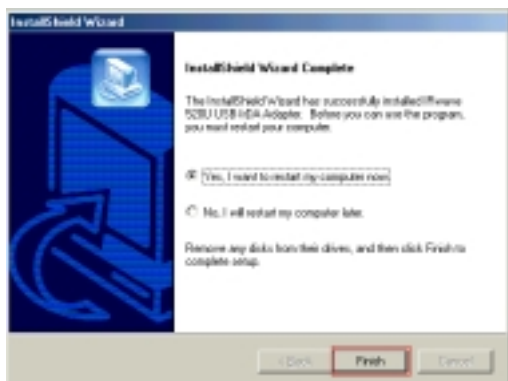 InstallShield Wizard
InstallShield Wizard Complete
The InstallShield Wizard has successfully installed
520U USB IrDA Adapter. Before you can use the program,
you must restart your computer.
Yes, I want to restart my computer now.
No, I will restart my computer later.
Remove any disks from their drives, and then click Finish to
complete setup.
< Back
Finish
Cancel